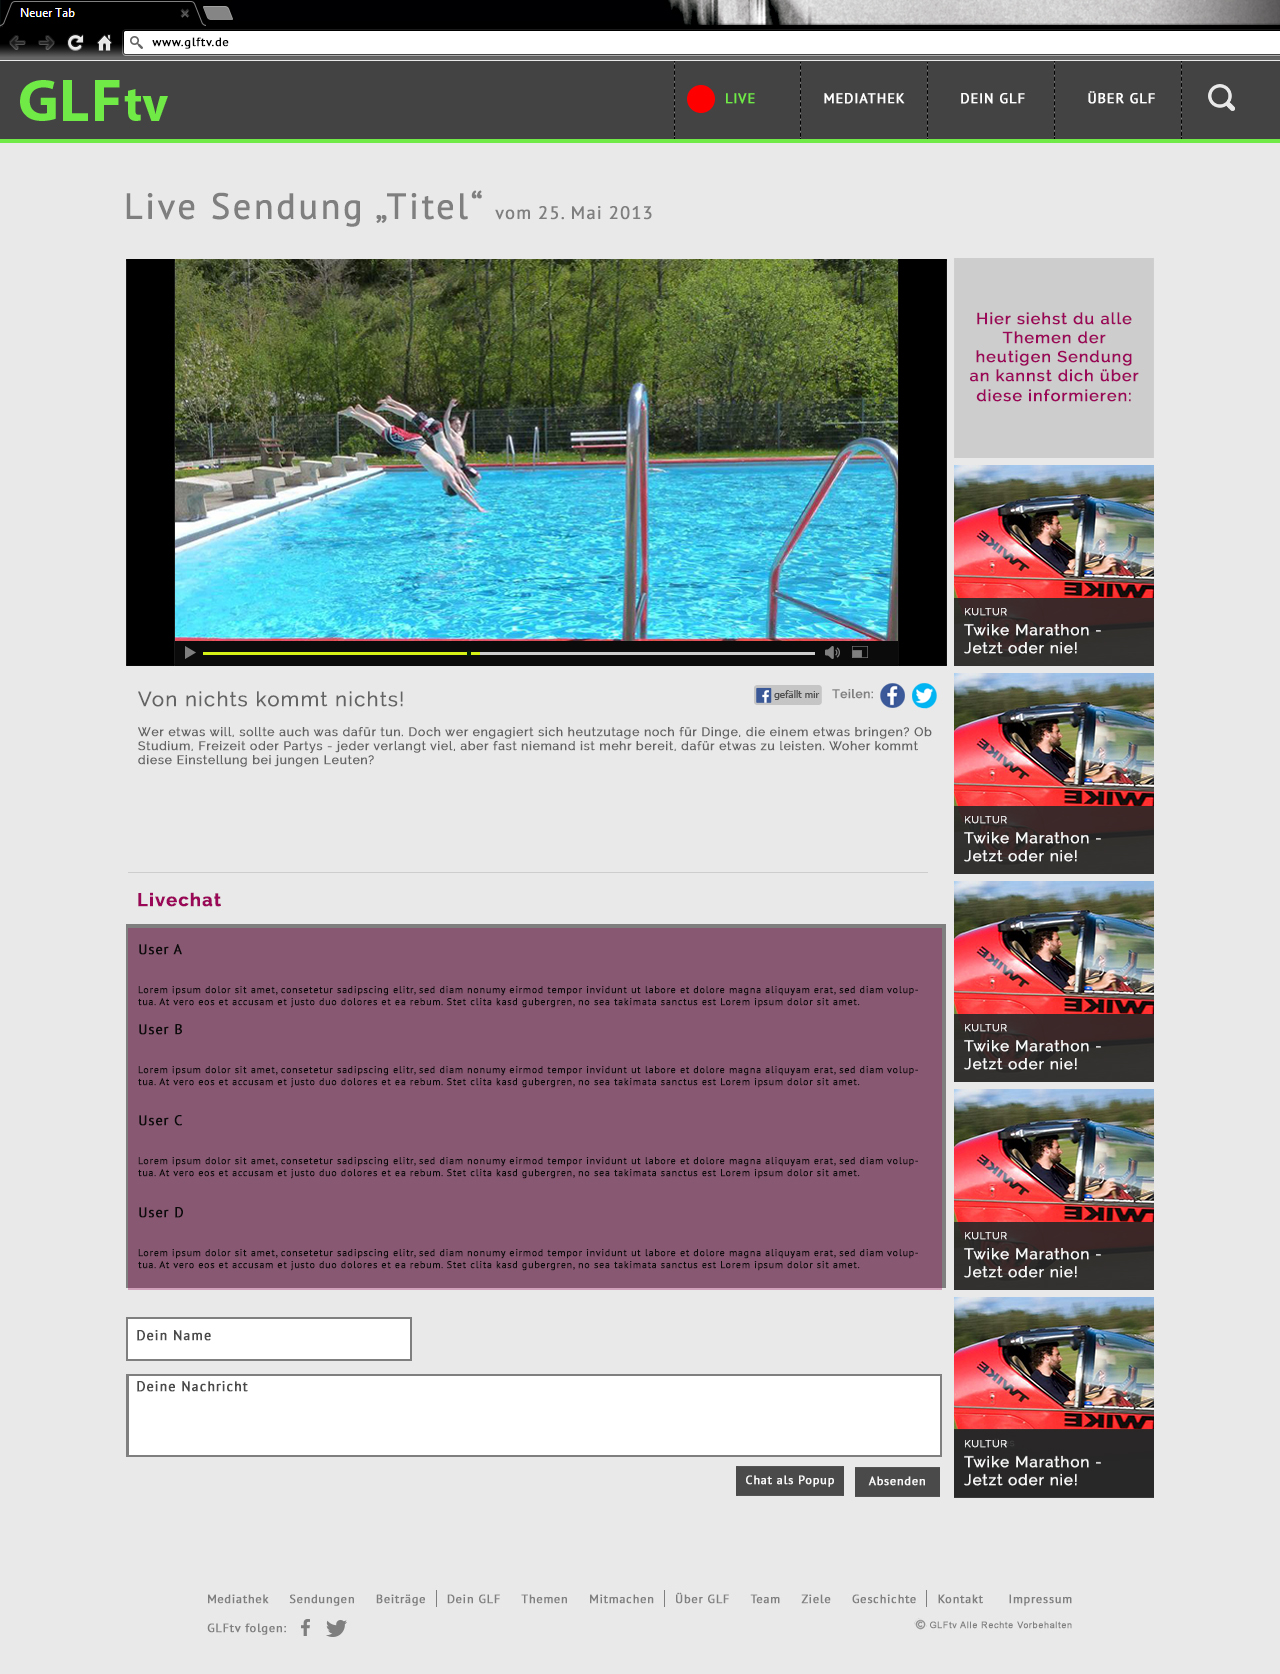 Neuer Tab
www.glftv.de
GLFtv
LIVE
MEDIATHEK
DEIN GLF
ÜBER GLF
Live Sendung „Titel“ vom 25. Mai 2013
Hier siehst du alle
Themen der
heutigen Sendung
an kannst dich über
diese informieren:
TWIKE
TWIKE
KULTUR
Twike Marathon -
Jetzt oder nie!
Von nichts kommt nichts!
gefällt mir
Teilen:
Wer etwas will, sollte auch was dafür tun. Doch wer engagiert sich heutzutage noch für Dinge, die einem etwas bringen? Ob
Studium, Freizeit oder Partys - jeder verlangt viel, aber fast niemand ist mehr bereit, dafür etwas zu leisten. Woher kommt
diese Einstellung bei jungen Leuten?
TWIKE
TWIKE
KULTUR
Twike Marathon -
Jetzt oder nie!
Livechat
User A
Lorem ipsum dolor sit amet, consetetur sadipscing elitr, sed diam nonumy eirmod tempor invidunt ut labore et dolore magna aliquyam erat, sed diam volup-
tua. At vero eos et accusam et justo duo dolores et ea rebum. Stet clita kasd gubergren, no sea takimata sanctus est Lorem ipsum dolor sit amet.
User B
Lorem ipsum dolor sit amet, consetetur sadipscing elitr, sed diam nonumy eirmod tempor invidunt ut labore et dolore magna aliquyam erat, sed diam volup-
tua. At vero eos et accusam et justo duo dolores et ea rebum. Stet clita kasd gubergren, no sea takimata sanctus est Lorem ipsum dolor sit amet.
User C
Lorem ipsum dolor sit amet, consetetur sadipscing elitr, sed diam nonumy eirmod tempor invidunt ut labore et dolore magna aliquyam erat, sed diam volup-
tua. At vero eos et accusam et justo duo dolores et ea rebum. Stet clita kasd gubergren, no sea takimata sanctus est Lorem ipsum dolor sit amet.
User D
Lorem ipsum dolor sit amet, consetetur sadipscing elitr, sed diam nonumy eirmod tempor invidunt ut labore et dolore magna aliquyam erat, sed diam volup-
tua. At vero eos et accusam et justo duo dolores et ea rebum. Stet clita kasd gubergren, no sea takimata sanctus est Lorem ipsum dolor sit amet.
TWIKE
TWIKE
KULTUR
Twike Marathon -
Jetzt oder nie!
TWIKE
TWIKE
KULTUR
Twike Marathon -
Jetzt oder nie!
Dein Name
Deine Nachricht
Chat als Popup
Absenden
TWIKE
TWIKE
KULTUR
Twike Marathon -
Jetzt oder nie!
Mediathek Sendungen Beiträge Dein GLF Themen Mitmachen Über GLF Team Ziele Geschichte Kontakt Impressum
GLFtv folgen:
© GLFtv Alle Rechte Vorbehalten